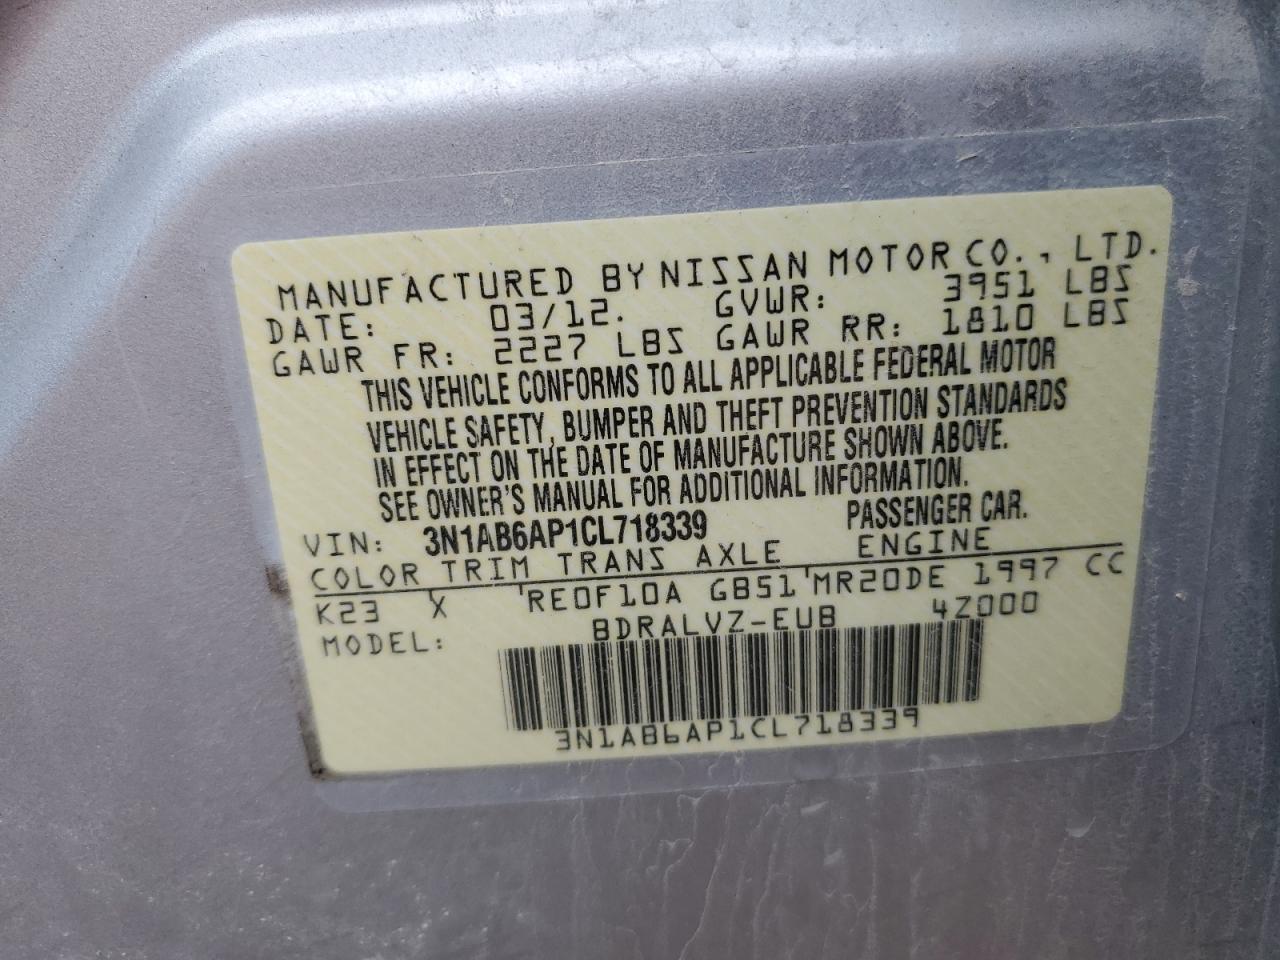 MANUFACTURED BY NISSAN MOTOR CO., LTD.
DATE: 03/12. GVWR: 3951 LBS
GAWR FR: 2227 LBS GAWR RR: 1810 LBS
THIS VEHICLE CONFORMS TO ALL APPLICABLE FEDERAL MOTOR
VEHICLE SAFETY, BUMPER AND THEFT PREVENTION STANDARDS
IN EFFECT ON THE DATE OF MANUFACTURE SHOWN ABOVE.
SEE OWNER'S MANUAL FOR ADDITIONAL INFORMATION.
VIN: 3N1AB6AP1CL718339 PASSENGER CAR.
COLOR TRIM TRANS AXLE ENGINE
K23 X RE0F10A GB51 MR20DE 1997 CC
MODEL: BDRALVZ-EUB 4Z000
3N1AB6AP1CL718339